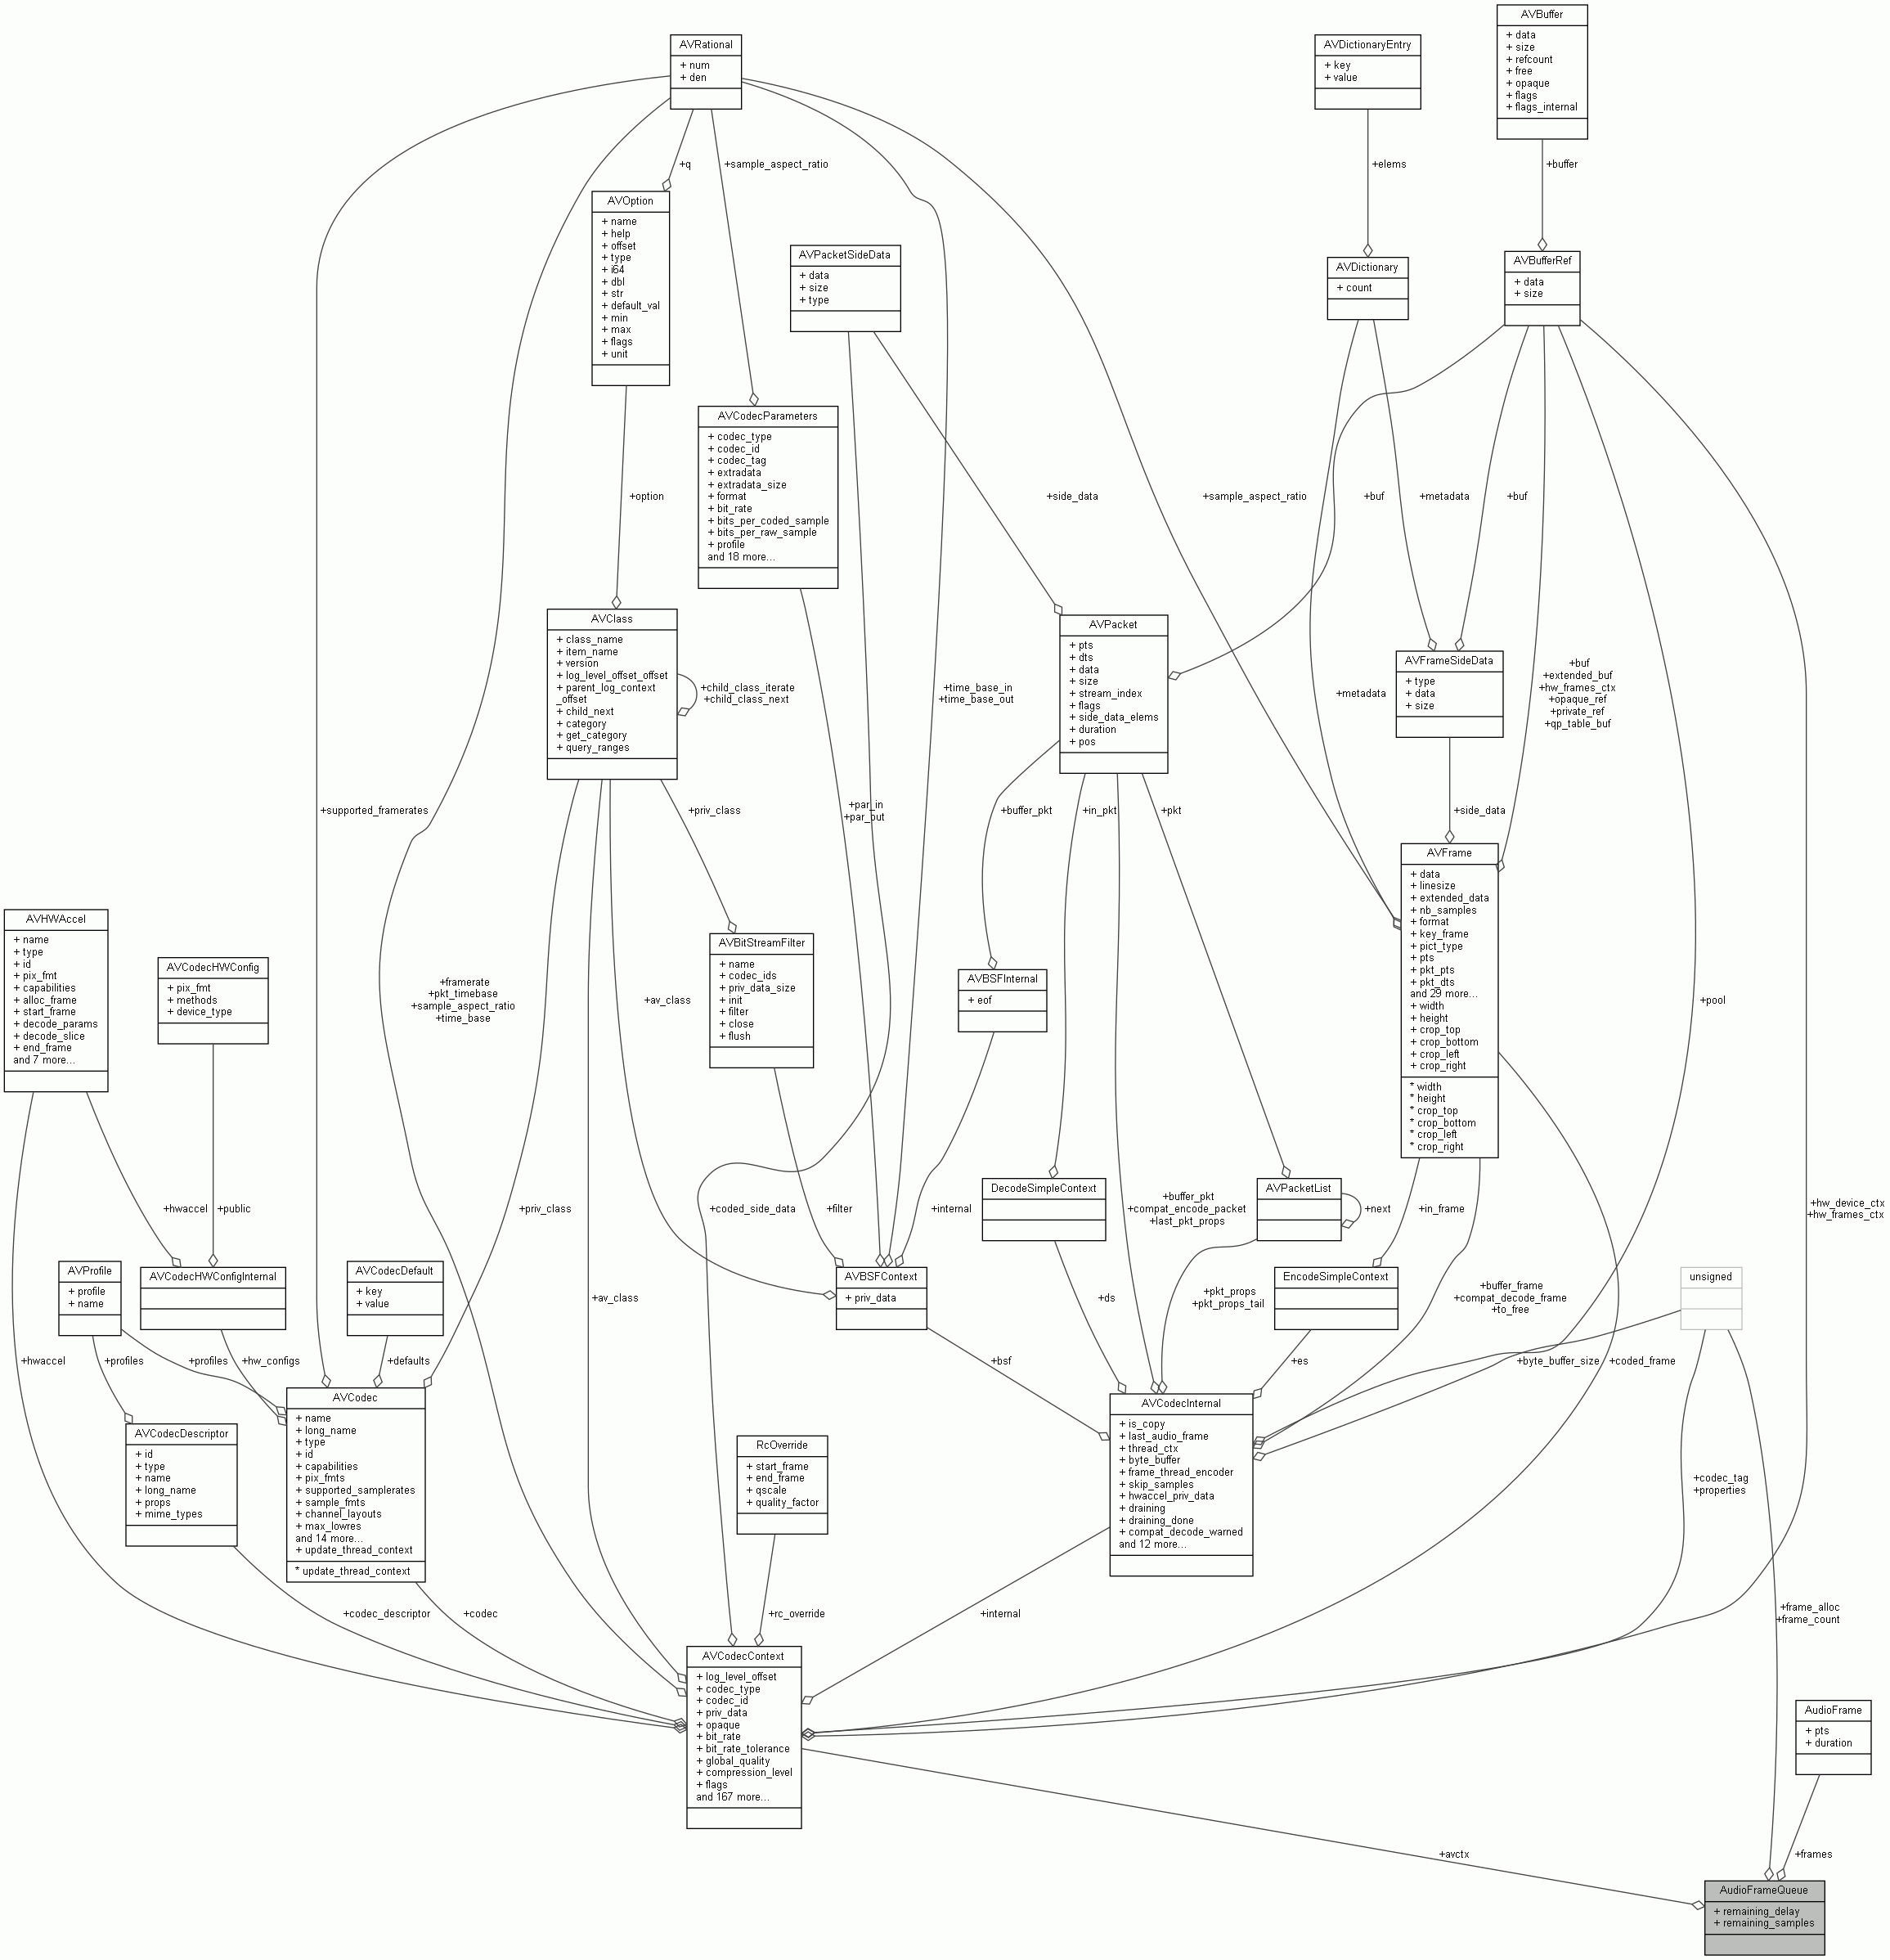 AVBuffer
+ data
+ size
+ refcount
+ free
+ opaque
+ flags
+ flags_internal
AVRational
+ num
+ den
AVDictionaryEntry
+ key
+ value
+q
+sample_aspect_ratio
+elems
+buffer
AVOption
+ name
+ help
+ offset
+ type
+ i64
+ dbl
+ str
+ default_val
+ min
+ max
+ flags
+ unit
AVPacketSideData
+ data
+ size
+ type
AVDictionary
+ count
AVBufferRef
+ data
+ size
AVCodecParameters
+ codec_type
+ codec_id
+ codec_tag
+ extradata
+ extradata_size
+ format
+ bit_rate
+ bits_per_coded_sample
+ bits_per_raw_sample
+ profile
and 18 more...
+option
+side_data
+sample_aspect_ratio
+buf
+metadata
+buf
AVClass
+ class_name
+ item_name
+ version
+ log_level_offset_offset
+ parent_log_context
_offset
+ child_next
+ category
+ get_category
+ query_ranges
+child_class_iterate
+child_class_next
+time_base_in
+time_base_out
AVPacket
+ pts
+ dts
+ data
+ size
+ stream_index
+ flags
+ side_data_elems
+ duration
+ pos
+metadata
AVFrameSideData
+ type
+ data
+ size
+buf
+extended_buf
+hw_frames_ctx
+opaque_ref
+private_ref
+qp_table_buf
+supported_framerates
+priv_class
+par_in
+par_out
+buffer_pkt
+in_pkt
+pkt
+side_data
AVFrame
+ data
+ linesize
+ extended_data
+ nb_samples
+ format
+ key_frame
+ pict_type
+ pts
+ pkt_pts
+ pkt_dts
and 29 more...
+ width
+ height
+ crop_top
+ crop_bottom
+ crop_left
+ crop_right
* width
* height
* crop_top
* crop_bottom
* crop_left
* crop_right
AVHWAccel
+ name
+ type
+ id
+ pix_fmt
+ capabilities
+ alloc_frame
+ start_frame
+ decode_params
+ decode_slice
+ end_frame
and 7 more...
AVCodecHWConfig
+ pix_fmt
+ methods
+ device_type
+framerate
+pkt_timebase
+sample_aspect_ratio
+time_base
+av_class
AVBitStreamFilter
+ name
+ codec_ids
+ priv_data_size
+ init
+ filter
+ close
+ flush
AVBSFInternal
+ eof
+pool
+hwaccel
+public
+priv_class
+coded_side_data
+filter
+internal
DecodeSimpleContext
+buffer_pkt
+compat_encode_packet
+last_pkt_props
AVPacketList
+next
+in_frame
+hw_device_ctx
+hw_frames_ctx
AVProfile
+ profile
+ name
AVCodecHWConfigInternal
AVCodecDefault
+ key
+ value
+av_class
AVBSFContext
+ priv_data
+ds
+pkt_props
+pkt_props_tail
EncodeSimpleContext
+buffer_frame
+compat_decode_frame
+to_free
unsigned
+hwaccel
+profiles
+profiles
+hw_configs
+defaults
+bsf
+es
+byte_buffer_size
+coded_frame
AVCodecDescriptor
+ id
+ type
+ name
+ long_name
+ props
+ mime_types
AVCodec
+ name
+ long_name
+ type
+ id
+ capabilities
+ pix_fmts
+ supported_samplerates
+ sample_fmts
+ channel_layouts
+ max_lowres
and 14 more...
+ update_thread_context
* update_thread_context
RcOverride
+ start_frame
+ end_frame
+ qscale
+ quality_factor
AVCodecInternal
+ is_copy
+ last_audio_frame
+ thread_ctx
+ byte_buffer
+ frame_thread_encoder
+ skip_samples
+ hwaccel_priv_data
+ draining
+ draining_done
+ compat_decode_warned
and 12 more...
+codec_tag
+properties
+codec_descriptor
+codec
+rc_override
+internal
+frame_alloc
+frame_count
AVCodecContext
+ log_level_offset
+ codec_type
+ codec_id
+ priv_data
+ opaque
+ bit_rate
+ bit_rate_tolerance
+ global_quality
+ compression_level
+ flags
and 167 more...
AudioFrame
+ pts
+ duration
+avctx
+frames
AudioFrameQueue
+ remaining_delay
+ remaining_samples